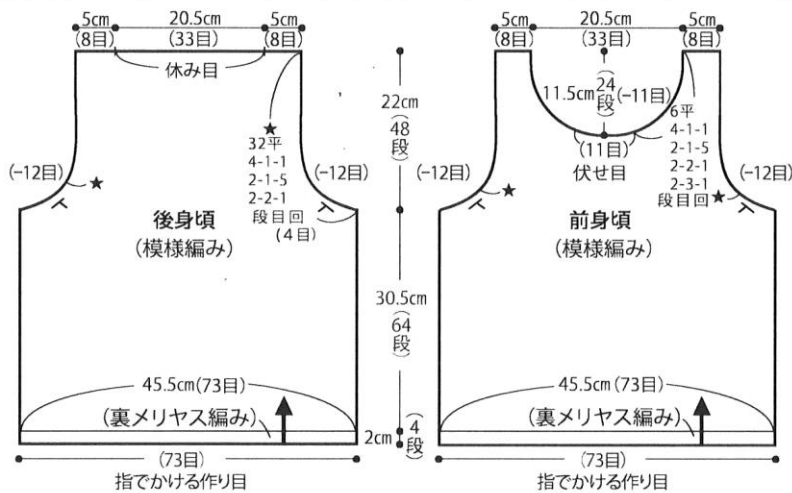 5cm 20.5cm 5cm
(8目) (33目) (8目)
休み目
★
32平
4-1-1
2-1-5
2-2-1
段目回
(4目)
(−12目)
★
(−12目)
後身頃
(模様編み)
45.5cm(73目)
(裏メリヤス編み)
(73目)
指でかける作り目
22cm
(48段)
30.5cm
(64段)
2cm
(4段)
5cm 20.5cm 5cm
(8目) (33目) (8目)
11.5cm
(24段)
(−11目)
6平
4-1-1
2-1-5
2-2-1
2-3-1
段目回
(11目)
伏せ目
★
★
(−12目)
前身頃
(模様編み)
45.5cm(73目)
(裏メリヤス編み)
(73目)
指でかける作り目